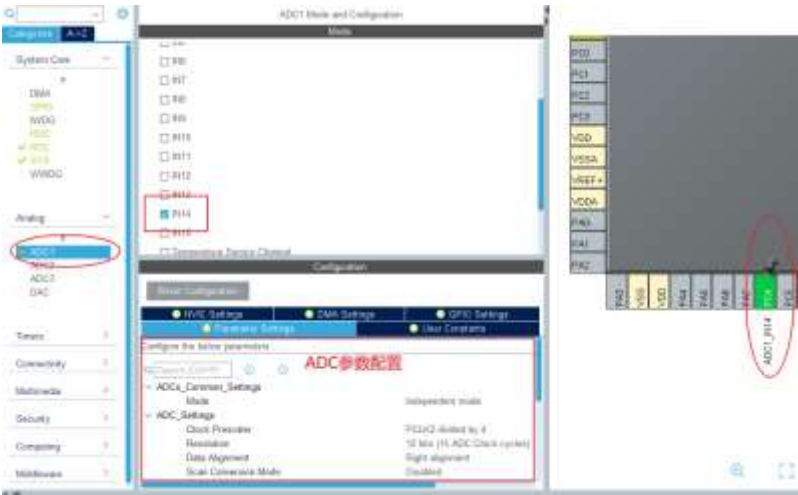 ADC1 Mode and Configuration
Categories A->Z
Mode
System Core
DMA
GPIO
IWDG
NVIC
RCC
SYS
WWDG
Analog
ADC1
ADC2
ADC3
DAC
Timers
Connectivity
Multimedia
Security
Computing
Middleware
IN6
IN7
IN8
IN9
IN10
IN11
IN12
IN13
IN14
IN15
Temperature Sensor Channel
Configuration
Reset Configuration
NVIC Settings
DMA Settings
GPIO Settings
Parameter Settings
User Constants
Configure the below parameters
ADC参数配置
ADCs_Common_Settings
Mode Independent mode
ADC_Settings
Clock Prescaler PCLK2 divided by 4
Resolution 12 bits (15 ADC Clock cycles)
Data Alignment Right alignment
Scan Conversion Mode Disabled
PC0
PC1
PC2
PC3
VDD
VSSA
VREF+
VDDA
PA0
PA1
PA2
PA3
VSS
VDD
PA4
PA5
PA6
PA7
PC4
PC5
ADC1_IN14